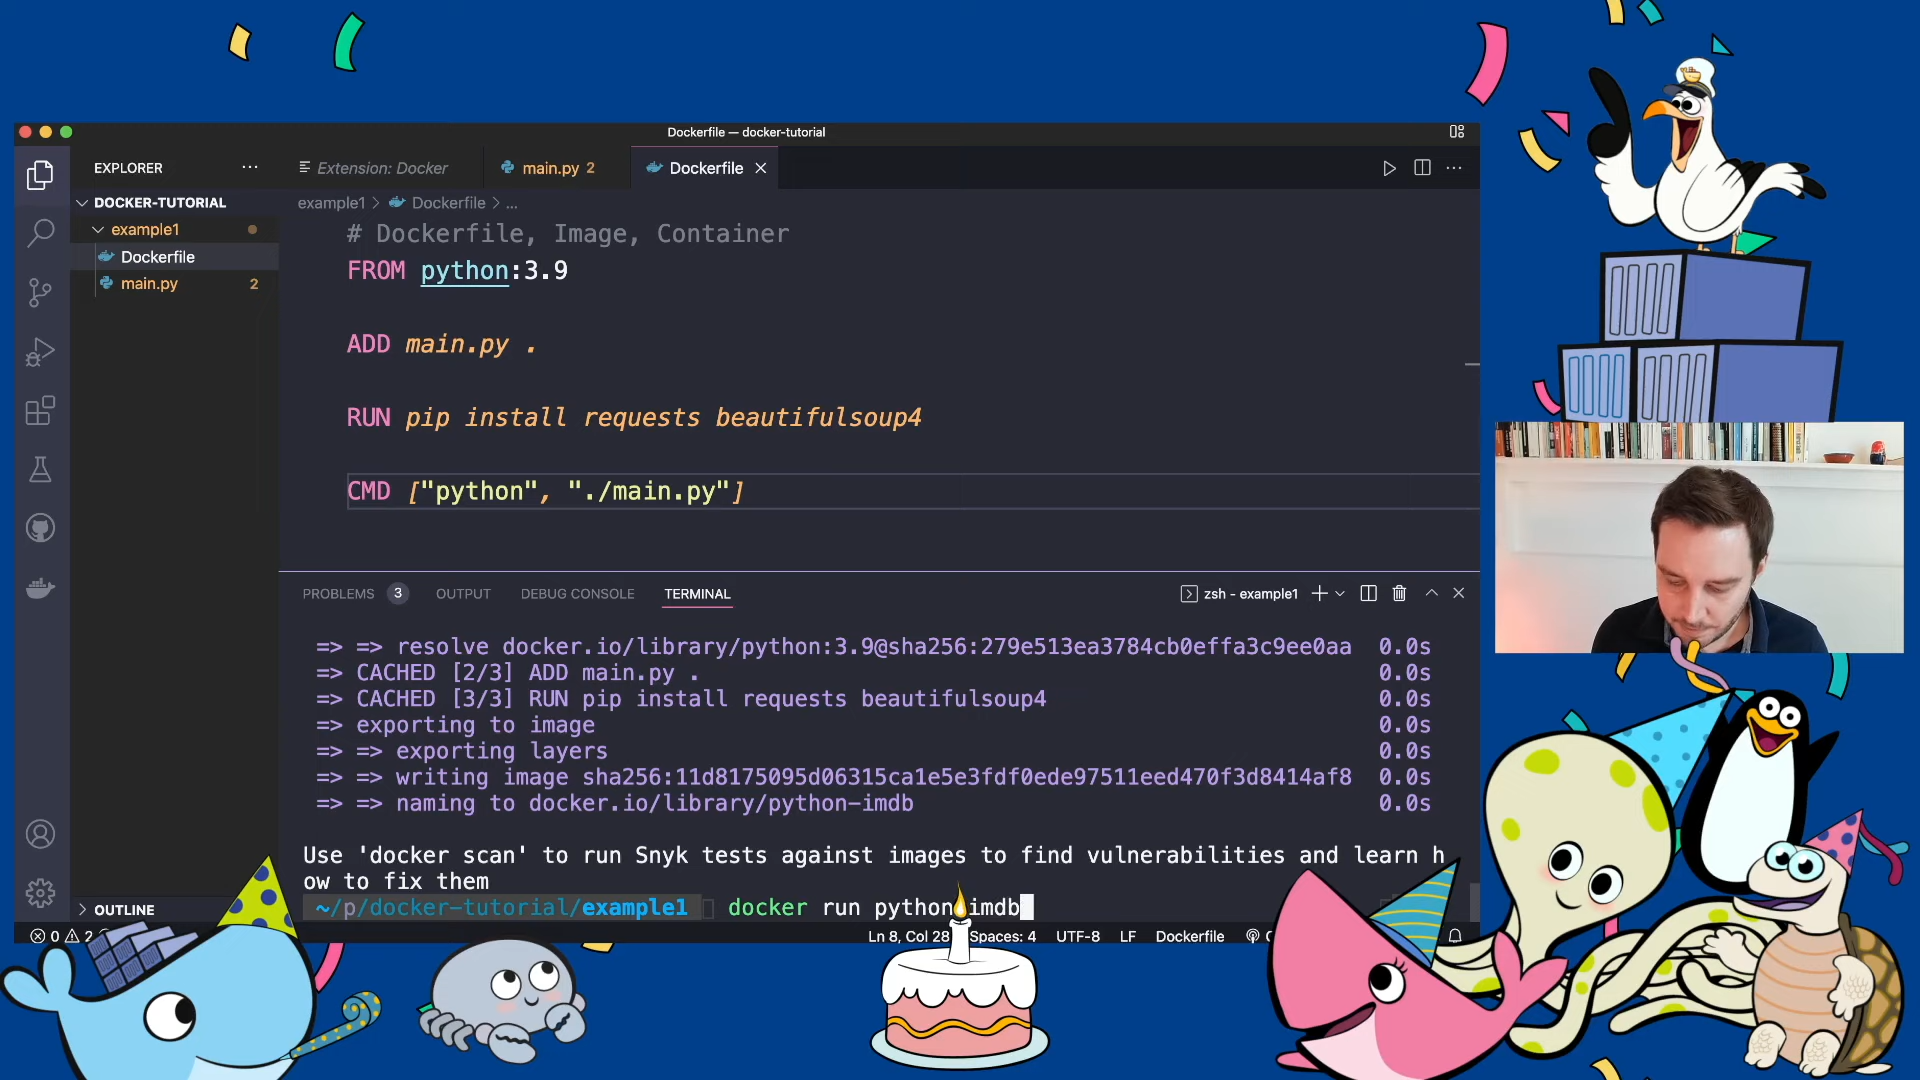 Dockerfile — docker-tutorial
EXPLORER
Extension: Docker
main.py 2
Dockerfile
DOCKER-TUTORIAL
example1
Dockerfile
main.py 2
example1 > Dockerfile > ...
# Dockerfile, Image, Container
FROM python:3.9
ADD main.py .
RUN pip install requests beautifulsoup4
CMD ["python", "./main.py"]
PROBLEMS 3 OUTPUT DEBUG CONSOLE TERMINAL
zsh - example1
=> => resolve docker.io/library/python:3.9@sha256:279e513ea3784cb0effa3c9ee0aa 0.0s
=> CACHED [2/3] ADD main.py . 0.0s
=> CACHED [3/3] RUN pip install requests beautifulsoup4 0.0s
=> exporting to image 0.0s
=> => exporting layers 0.0s
=> => writing image sha256:11d8175095d06315ca1e5e3fdf0ede97511eed470f3d8414af8 0.0s
=> => naming to docker.io/library/python-imdb 0.0s
Use 'docker scan' to run Snyk tests against images to find vulnerabilities and learn h
ow to fix them
~/p/docker-tutorial/example1 docker run python-imdb
OUTLINE
0 2
Ln 8, Col 28 Spaces: 4 UTF-8 LF Dockerfile